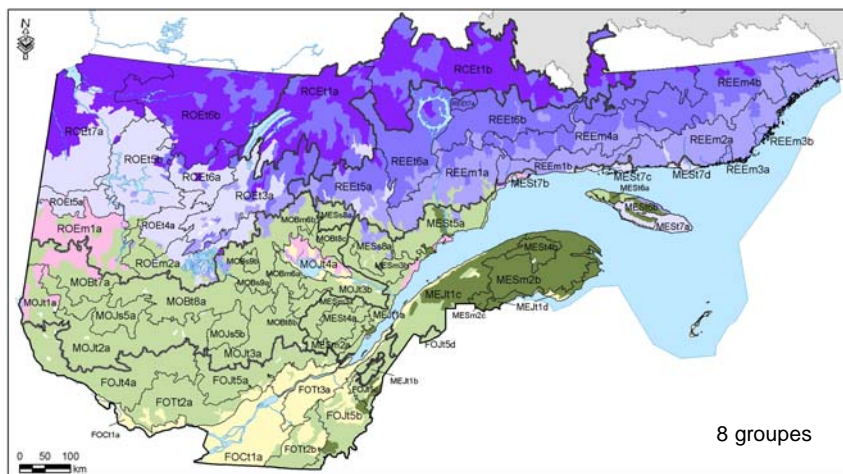 N
RCEt1b
REEm4b
RCEt1a
ROEt6b
REEt7a
REEt6b
RCEt7a
REEm4a
REEm2a
ROEt5b
REEt6a
REEm3b
REEm1a
REEm1b
MESt7c
MESt7d
REEm3a
ROEt6a
REEt5a
MESt7b
MESt6a
ROEt5a
ROEt3a
MESt7a
ROEt4a
MESt5a
ROEm1a
ROEm2a
MOJt4a
MOBt7a
MOJt3b
MESt4b
MOJt1a
MOBt8a
MEJt1c
MESm2b
MOJs5a
MESt4a
MEJt1a
MEJt1d
MOJs5b
MESm2c
MOJt2a
MOJt3a
MESm2a
FOJt5d
FOJt4a
FOJt5a
MEJt1b
FOTt2a
FOTt3a
FOJt5b
FOCt1a
FOCt1a
FOTt2b
8 groupes
0 50 100
km